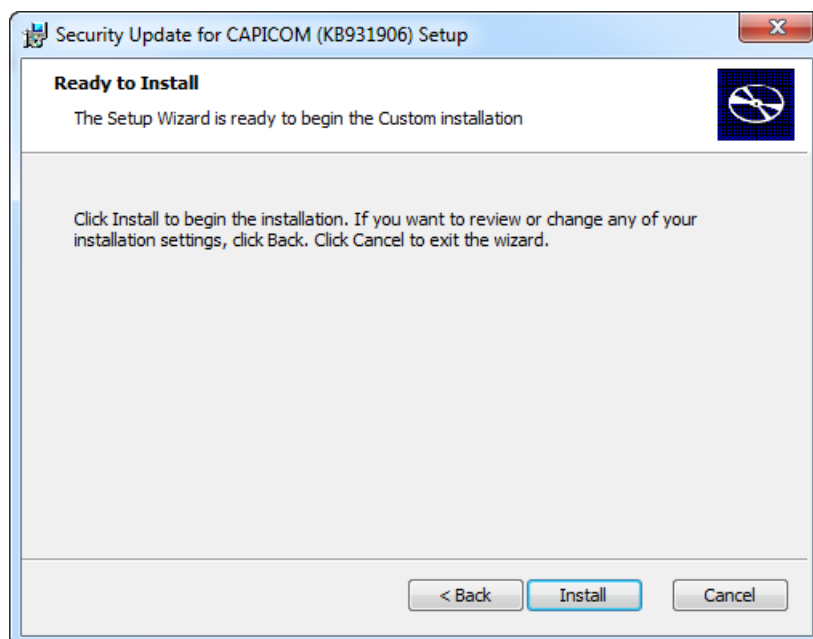 Security Update for CAPICOM (KB931906) Setup
Ready to Install
The Setup Wizard is ready to begin the Custom installation
Click Install to begin the installation. If you want to review or change any of your
installation settings, click Back. Click Cancel to exit the wizard.
< Back Install Cancel